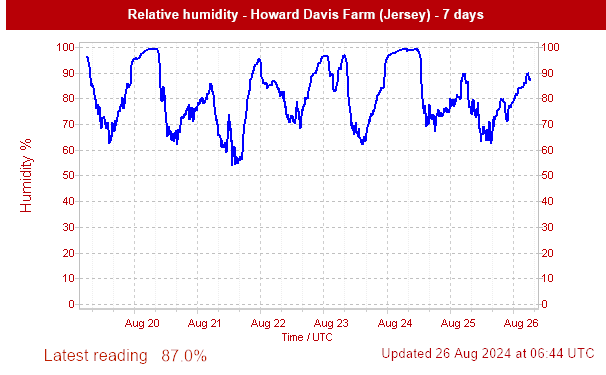 Relative humidity - Howard Davis Farm (Jersey) - 7 days
100 100
90 90
80 80
70 70
60 60
50 50
40 40
30 30
20 20
10 10
0 0
Humidity %
Aug 20 Aug 21 Aug 22 Aug 23 Aug 24 Aug 25 Aug 26
Time / UTC
Latest reading 87.0%
Updated 26 Aug 2024 at 06:44 UTC